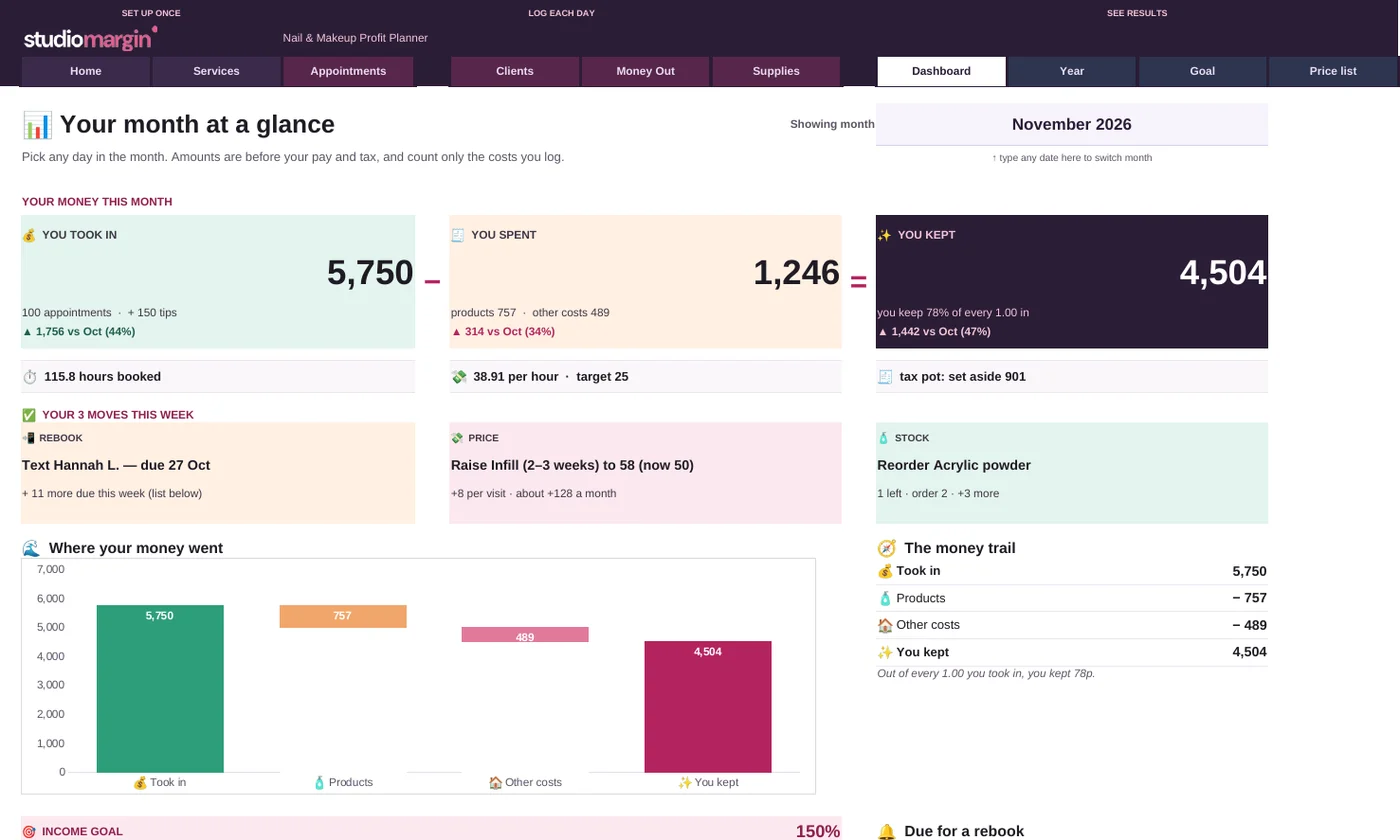 SET UP ONCE
LOG EACH DAY
SEE RESULTS
studiomargin
Nail & Makeup Profit Planner
Home
Services
Appointments
Clients
Money Out
Supplies
Dashboard
Year
Goal
Price list
📊 Your month at a glance
Showing month
November 2026
Pick any day in the month. Amounts are before your pay and tax, and count only the costs you log.
↑ type any date here to switch month
YOUR MONEY THIS MONTH
💰 YOU TOOK IN
5,750
100 appointments · + 150 tips
▲ 1,756 vs Oct (44%)
–
🧾 YOU SPENT
1,246
products 757 · other costs 489
▲ 314 vs Oct (34%)
=
✨ YOU KEPT
4,504
you keep 78% of every 1.00 in
▲ 1,442 vs Oct (47%)
⏱️ 115.8 hours booked
💸 38.91 per hour · target 25
🧾 tax pot: set aside 901
✅ YOUR 3 MOVES THIS WEEK
📲 REBOOK
Text Hannah L. — due 27 Oct
+ 11 more due this week (list below)
💸 PRICE
Raise Infill (2–3 weeks) to 58 (now 50)
+8 per visit · about +128 a month
🧴 STOCK
Reorder Acrylic powder
1 left · order 2 · +3 more
🌊 Where your money went
7,000
6,000
5,000
4,000
3,000
2,000
1,000
0
5,750
757
489
4,504
💰 Took in
🧴 Products
🏠 Other costs
✨ You kept
🧭 The money trail
💰 Took in 5,750
🧴 Products − 757
🏠 Other costs − 489
✨ You kept 4,504
Out of every 1.00 you took in, you kept 78p.
🎯 INCOME GOAL
150%
🔔 Due for a rebook